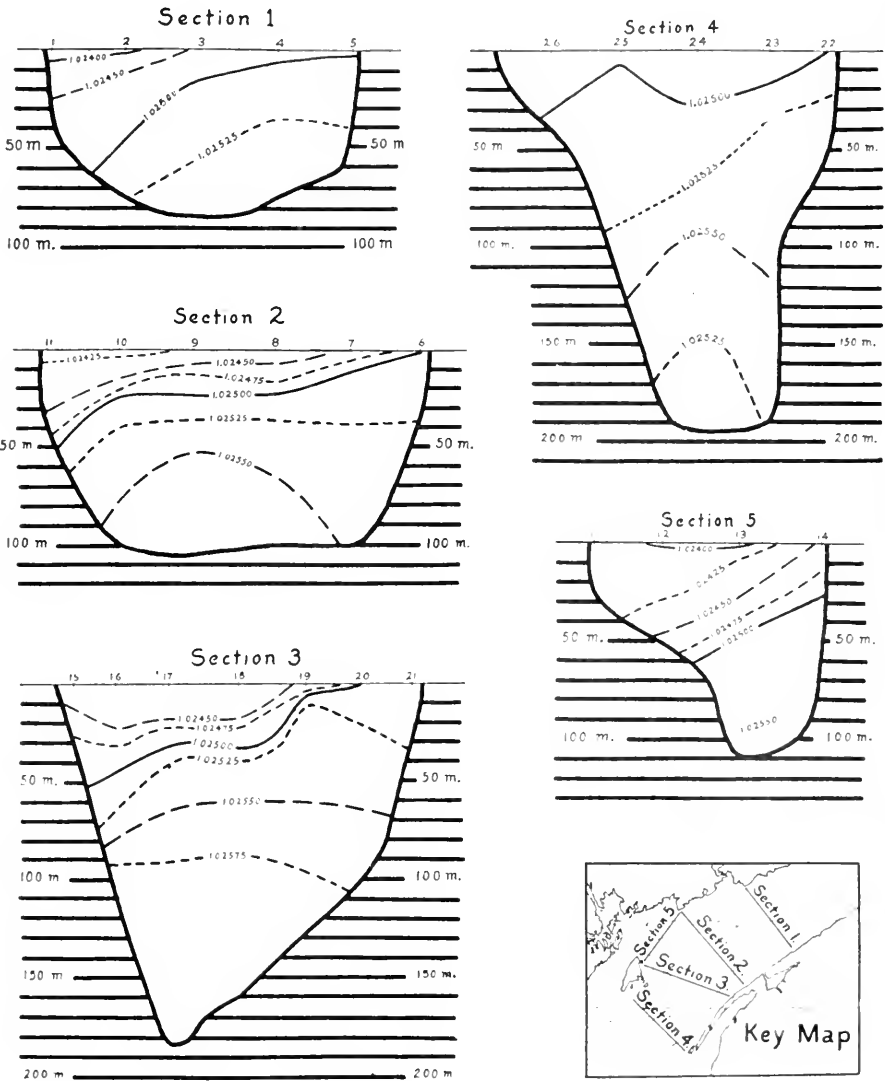 Section 1
1 2 3 4 5
1.02400
1.02450
1.02500
1.02525
50 m
50 m
100 m.
100 m
Section 4
26 25 24 23 22
1.02500
1.02525
1.02550
1.02525
50 m.
50 m.
100 m.
100 m.
150 m.
150 m.
200 m
200 m.
Section 2
11 10 9 8 7 6
1.02425
1.02450
1.02475
1.02500
1.02525
1.02550
50 m
50 m.
100 m
100 m.
Section 5
12 13 14
1.02400
1.02450
1.02475
1.02500
1.02550
50 m.
50 m.
100 m.
100 m.
Section 3
15 16 17 18 19 20 21
1.02450
1.02475
1.02500
1.02525
1.02550
1.02575
50 m.
50 m.
100 m
100 m.
150 m
150 m.
200 m
200 m.
Section 1.
Section 2.
Section 5
Section 3.
Section 4.
Key Map